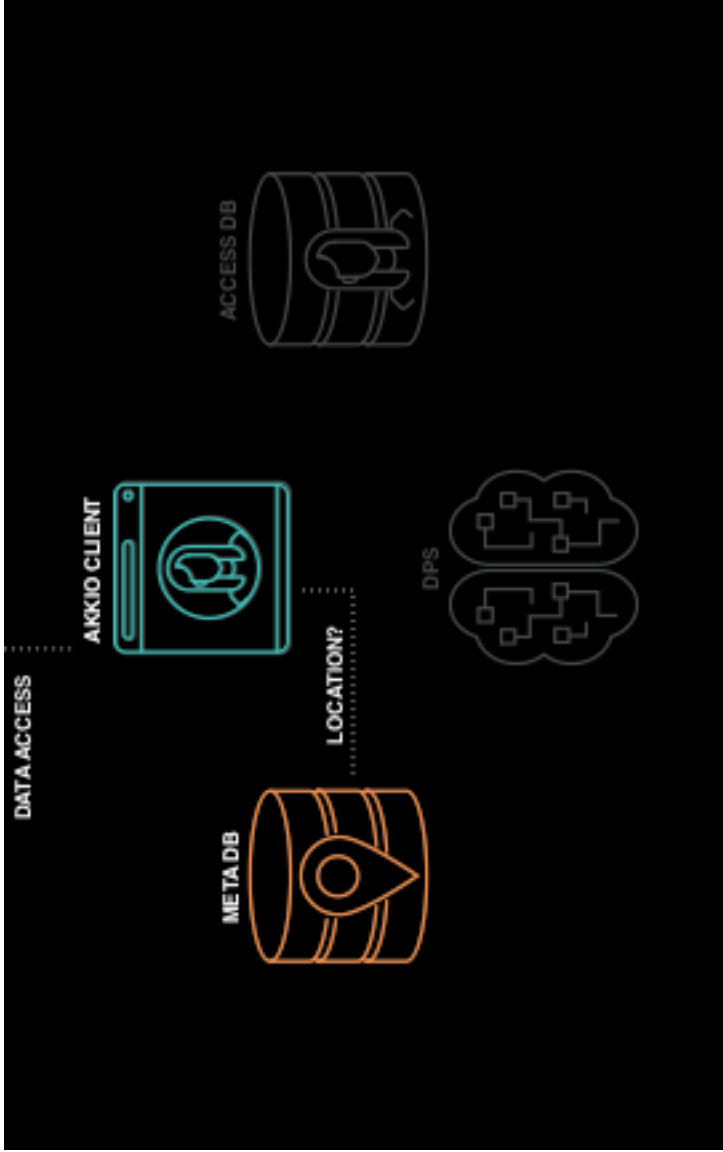 DATA ACCESS
AKKIO CLIENT
META DB
ACCESS DB
LOCATION?
DPS